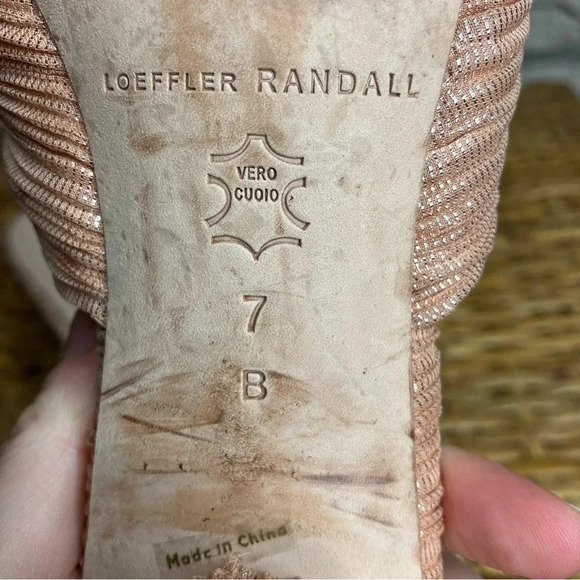 LOEFFLER RANDALL
VERO
CUOIO
7
B
Made in China